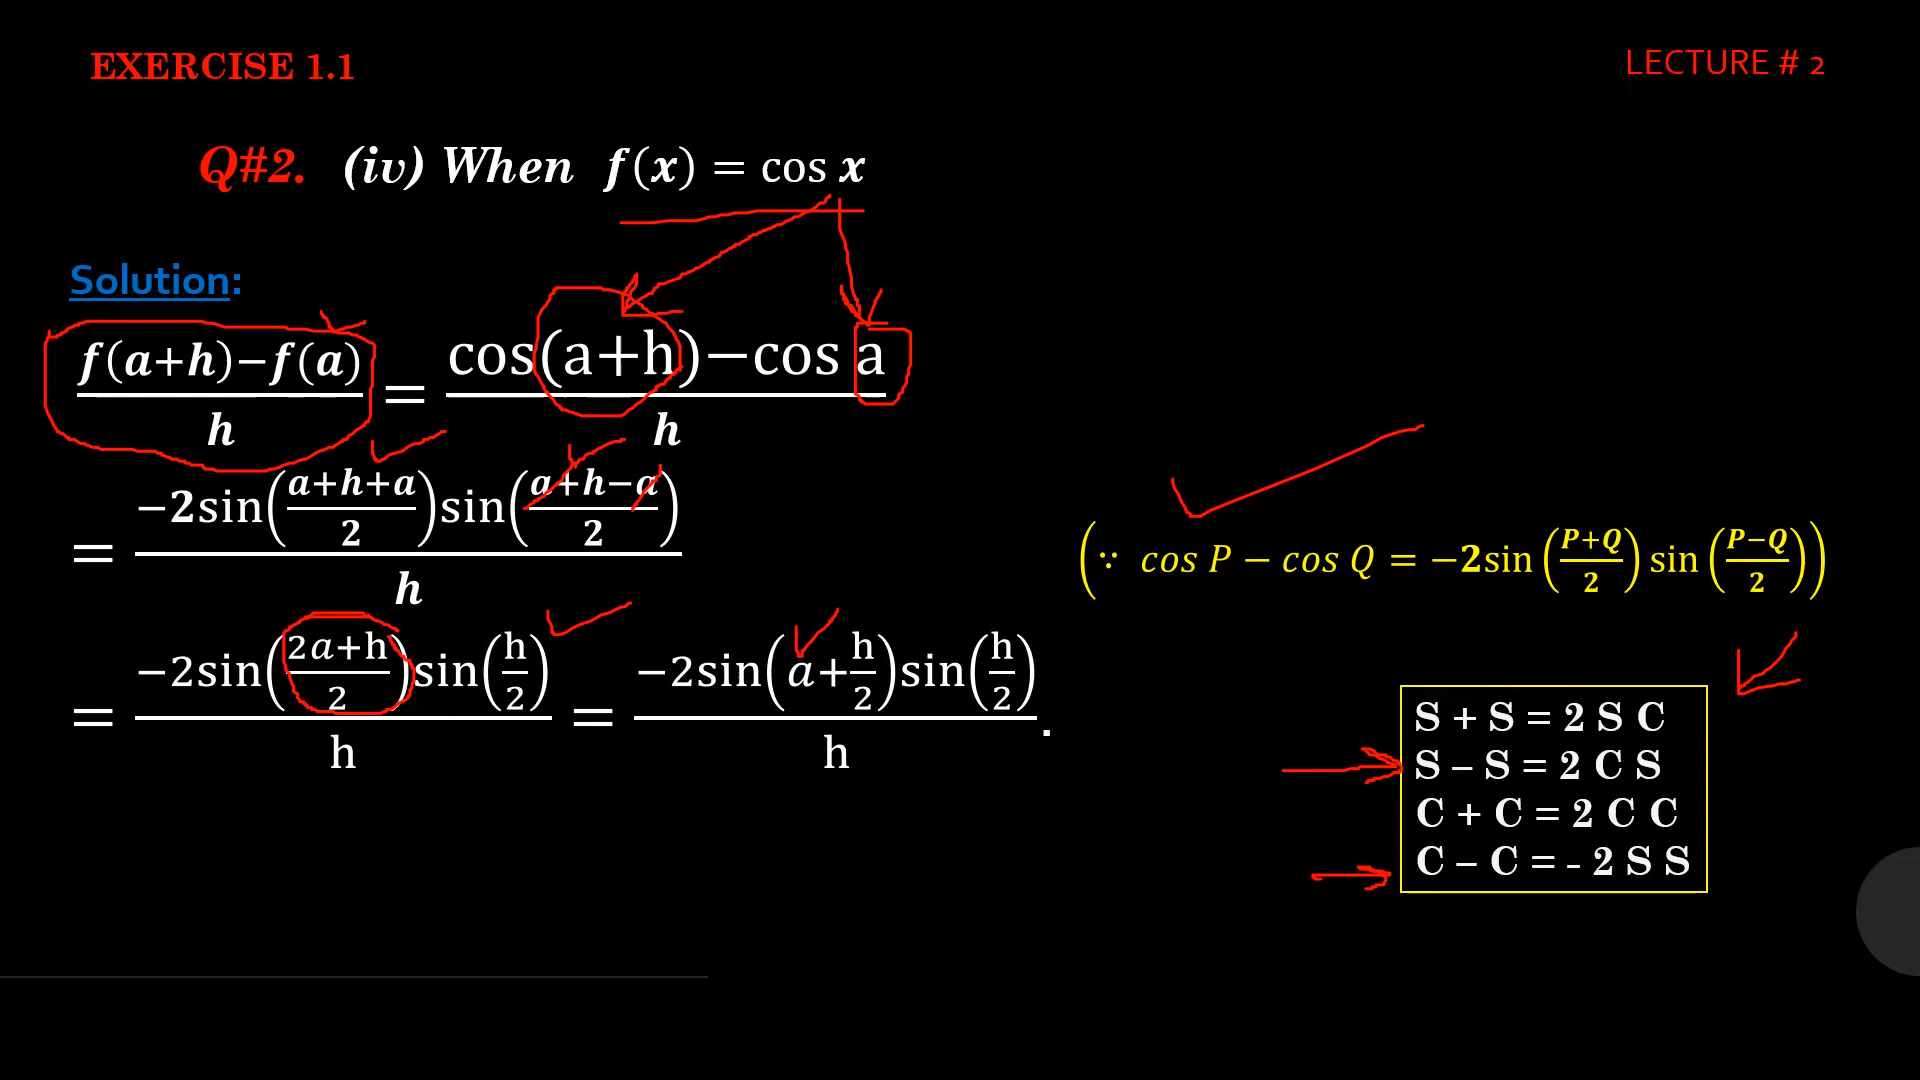 EXERCISE 1.1
LECTURE # 2
Q#2. (iv) When f(x) = cos x
Solution:
f(a+h)−f(a)/h = cos(a+h)−cos a/h
= −2sin(a+h+a/2)sin(a+h−a/2)/h
(∵ cos P − cos Q = −2sin(P+Q/2) sin(P−Q/2))
= −2sin(2a+h/2)sin(h/2)/h = −2sin(a+h/2)sin(h/2)/h.
S + S = 2 S C
S – S = 2 C S
C + C = 2 C C
C – C = - 2 S S